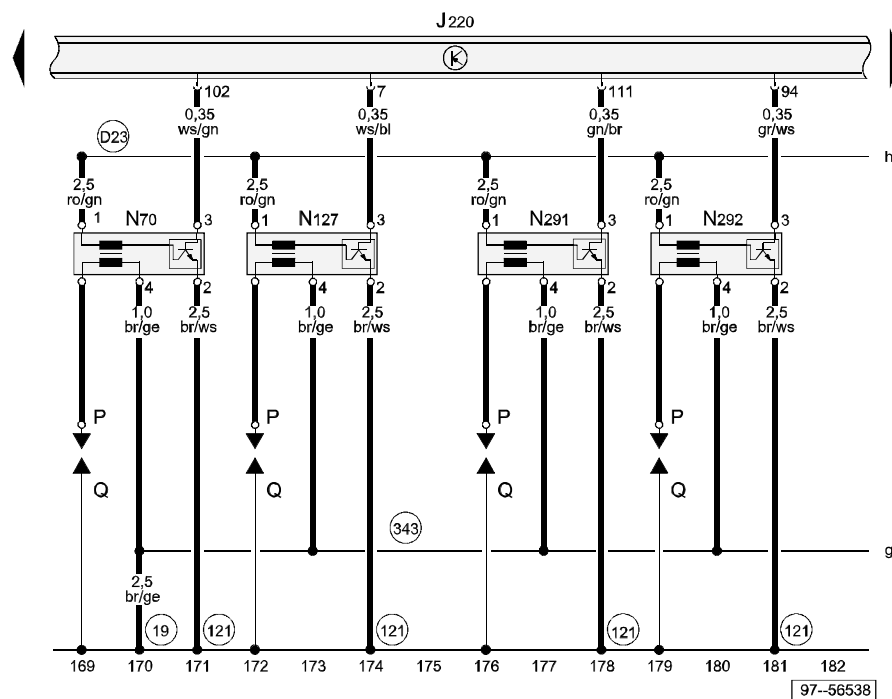 J220
102 7 111 94
0,35 0,35 0,35 0,35
ws/gn ws/bl gn/br gr/ws
D23
h
2,5 2,5 2,5 2,5
ro/gn ro/gn ro/gn ro/gn
1 N70 3 1 N127 3 1 N291 3 1 N292 3
4 2 4 2 4 2 4 2
1,0 2,5 1,0 2,5 1,0 2,5 1,0 2,5
br/ge br/ws br/ge br/ws br/ge br/ws br/ge br/ws
P P P P
Q Q Q Q
343
g
2,5
br/ge
19 121 121 121 121
169 170 171 172 173 174 175 176 177 178 179 180 181 182
97--56538